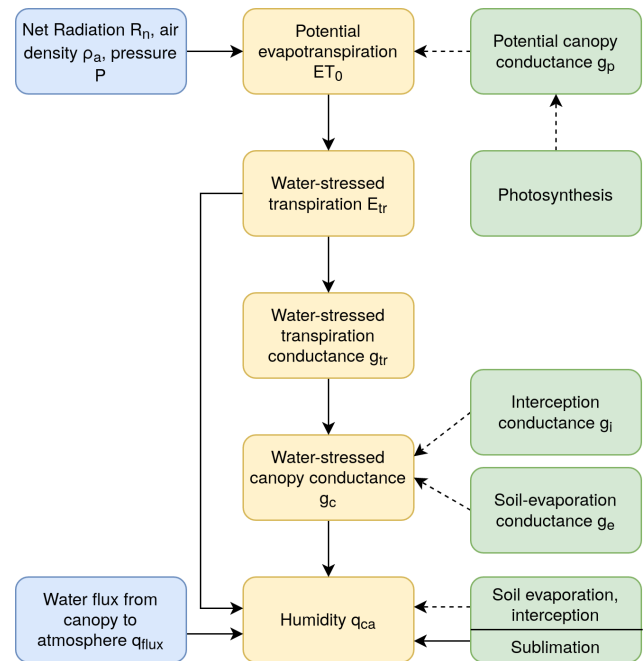 Net Radiation Rn, air
density ρa, pressure
P
Potential
evapotranspiration
ET0
Potential canopy
conductance gp
Water-stressed
transpiration Etr
Photosynthesis
Water-stressed
transpiration
conductance gtr
Interception
conductance gi
Water-stressed
canopy conductance
gc
Soil-evaporation
conductance ge
Water flux from
canopy to
atmosphere qflux
Humidity qca
Soil evaporation,
interception
Sublimation